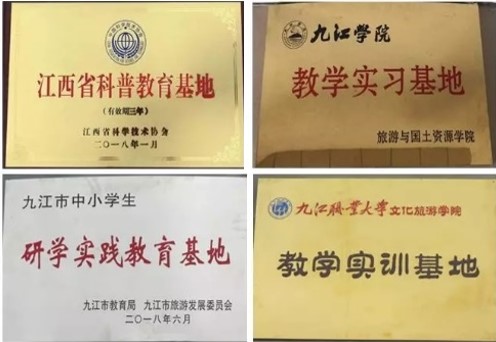 江西省科普教育基地
(有效期三年)
江西省科学技术协会
二〇一八年一月
九江学院
教学实习基地
旅游与国土资源学院
九江市中小学生
研学实践教育基地
九江市教育局 九江市旅游发展委员会
二〇一八年六月
九江职业大学文化旅游学院
教学实训基地